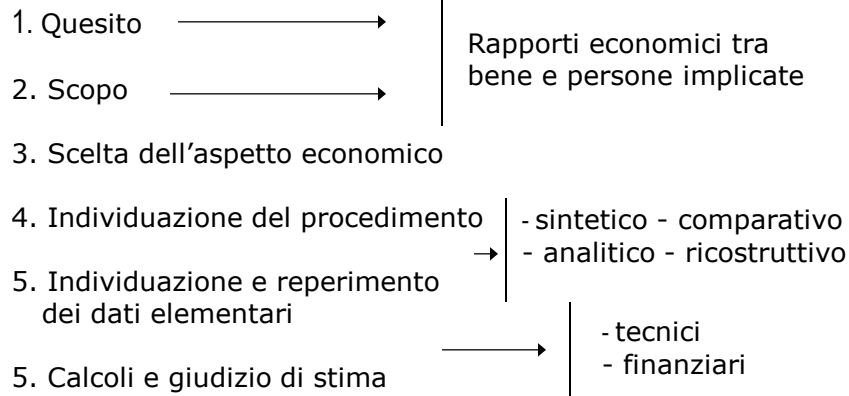 1. Quesito
2. Scopo
Rapporti economici tra
bene e persone implicate
3. Scelta dell’aspetto economico
4. Individuazione del procedimento
- sintetico - comparativo
- analitico - ricostruttivo
5. Individuazione e reperimento
dei dati elementari
- tecnici
- finanziari
5. Calcoli e giudizio di stima